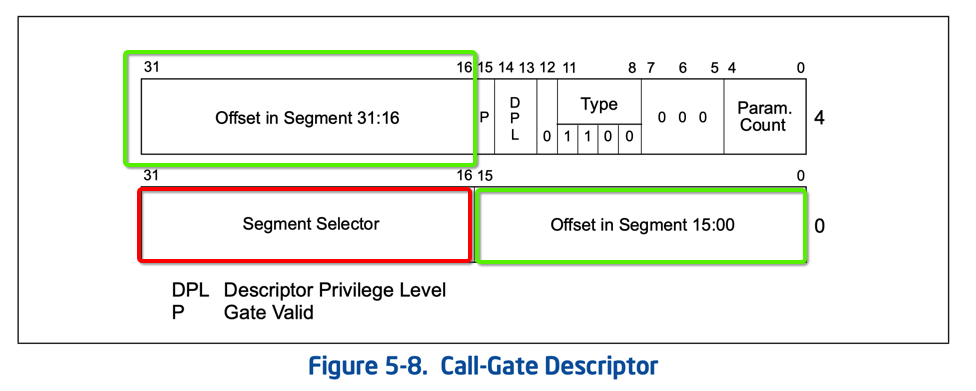 31 16 15 14 13 12 11 8 7 6 5 4 0
Offset in Segment 31:16 P DPL 0 Type 1 1 0 0 0 0 0 Param. Count 4
31 16 15 0
Segment Selector Offset in Segment 15:00 0
DPL Descriptor Privilege Level
P Gate Valid
Figure 5-8. Call-Gate Descriptor